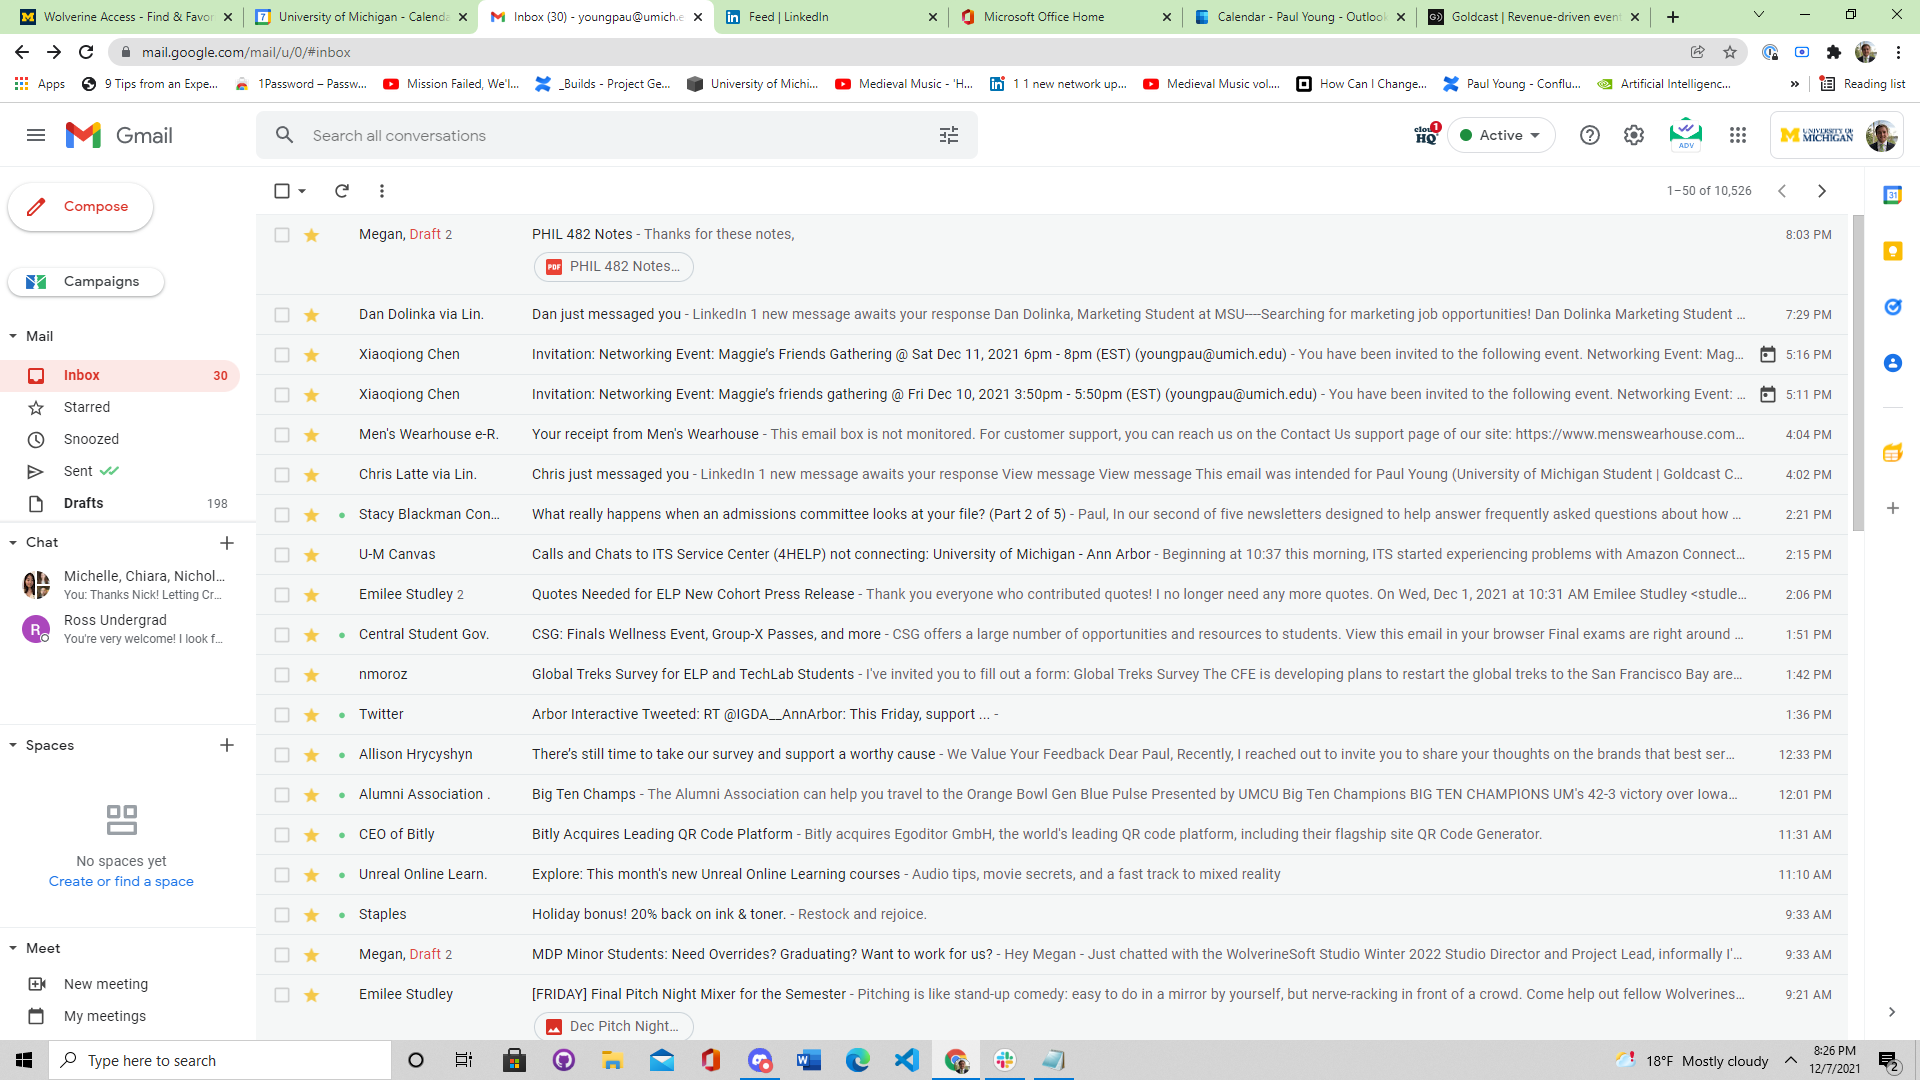 Wolverine Access - Find & Favor
University of Michigan - Calenda
Inbox (30) - youngpau@umich.e
Feed | LinkedIn
Microsoft Office Home
Calendar - Paul Young - Outlook
Goldcast | Revenue-driven event
mail.google.com/mail/u/0/#inbox
Apps
9 Tips from an Expe...
1Password – Passw...
Mission Failed, We'l...
_Builds - Project Ge...
University of Michi...
Medieval Music - 'H...
1 1 new network up...
Medieval Music vol....
How Can I Change...
Paul Young - Conflu...
Artificial Intelligenc...
»
Reading list
Gmail
Search all conversations
cloud HQ 1
Active
ADV
M UNIVERSITY OF MICHIGAN
1–50 of 10,526
Compose
Campaigns
Mail
Inbox 30
Starred
Snoozed
Sent
Drafts 198
Chat
Michelle, Chiara, Nichol...
You: Thanks Nick! Letting Cr...
R
Ross Undergrad
You're very welcome! I look f...
Spaces
No spaces yet
Create or find a space
Meet
New meeting
My meetings
Megan, Draft 2 PHIL 482 Notes - Thanks for these notes, 8:03 PM
PDF PHIL 482 Notes...
Dan Dolinka via Lin. Dan just messaged you - LinkedIn 1 new message awaits your response Dan Dolinka, Marketing Student at MSU----Searching for marketing job opportunities! Dan Dolinka Marketing Student ... 7:29 PM
Xiaoqiong Chen Invitation: Networking Event: Maggie’s Friends Gathering @ Sat Dec 11, 2021 6pm - 8pm (EST) (youngpau@umich.edu) - You have been invited to the following event. Networking Event: Mag... 5:16 PM
Xiaoqiong Chen Invitation: Networking Event: Maggie’s friends gathering @ Fri Dec 10, 2021 3:50pm - 5:50pm (EST) (youngpau@umich.edu) - You have been invited to the following event. Networking Event: ... 5:11 PM
Men's Wearhouse e-R. Your receipt from Men's Wearhouse - This email box is not monitored. For customer support, you can reach us on the Contact Us support page of our site: https://www.menswearhouse.com... 4:04 PM
Chris Latte via Lin. Chris just messaged you - LinkedIn 1 new message awaits your response View message View message This email was intended for Paul Young (University of Michigan Student | Goldcast C... 4:02 PM
Stacy Blackman Con... What really happens when an admissions committee looks at your file? (Part 2 of 5) - Paul, In our second of five newsletters designed to help answer frequently asked questions about how ... 2:21 PM
U-M Canvas Calls and Chats to ITS Service Center (4HELP) not connecting: University of Michigan - Ann Arbor - Beginning at 10:37 this morning, ITS started experiencing problems with Amazon Connect... 2:15 PM
Emilee Studley 2 Quotes Needed for ELP New Cohort Press Release - Thank you everyone who contributed quotes! I no longer need any more quotes. On Wed, Dec 1, 2021 at 10:31 AM Emilee Studley <studle... 2:06 PM
Central Student Gov. CSG: Finals Wellness Event, Group-X Passes, and more - CSG offers a large number of opportunities and resources to students. View this email in your browser Final exams are right around ... 1:51 PM
nmoroz Global Treks Survey for ELP and TechLab Students - I've invited you to fill out a form: Global Treks Survey The CFE is developing plans to restart the global treks to the San Francisco Bay are... 1:42 PM
Twitter Arbor Interactive Tweeted: RT @IGDA__AnnArbor: This Friday, support ... - 1:36 PM
Allison Hrycyshyn There’s still time to take our survey and support a worthy cause - We Value Your Feedback Dear Paul, Recently, I reached out to invite you to share your thoughts on the brands that best ser... 12:33 PM
Alumni Association . Big Ten Champs - The Alumni Association can help you travel to the Orange Bowl Gen Blue Pulse Presented by UMCU Big Ten Champions BIG TEN CHAMPIONS UM's 42-3 victory over Iowa... 12:01 PM
CEO of Bitly Bitly Acquires Leading QR Code Platform - Bitly acquires Egoditor GmbH, the world's leading QR code platform, including their flagship site QR Code Generator. 11:31 AM
Unreal Online Learn. Explore: This month's new Unreal Online Learning courses - Audio tips, movie secrets, and a fast track to mixed reality 11:10 AM
Staples Holiday bonus! 20% back on ink & toner. - Restock and rejoice. 9:33 AM
Megan, Draft 2 MDP Minor Students: Need Overrides? Graduating? Want to work for us? - Hey Megan - Just chatted with the WolverineSoft Studio Winter 2022 Studio Director and Project Lead, informally I'... 9:33 AM
Emilee Studley [FRIDAY] Final Pitch Night Mixer for the Semester - Pitching is like stand-up comedy: easy to do in a mirror by yourself, but nerve-racking in front of a crowd. Come help out fellow Wolverines... 9:21 AM
Dec Pitch Night...
31
Type here to search
18°F Mostly cloudy
8:26 PM
12/7/2021
2